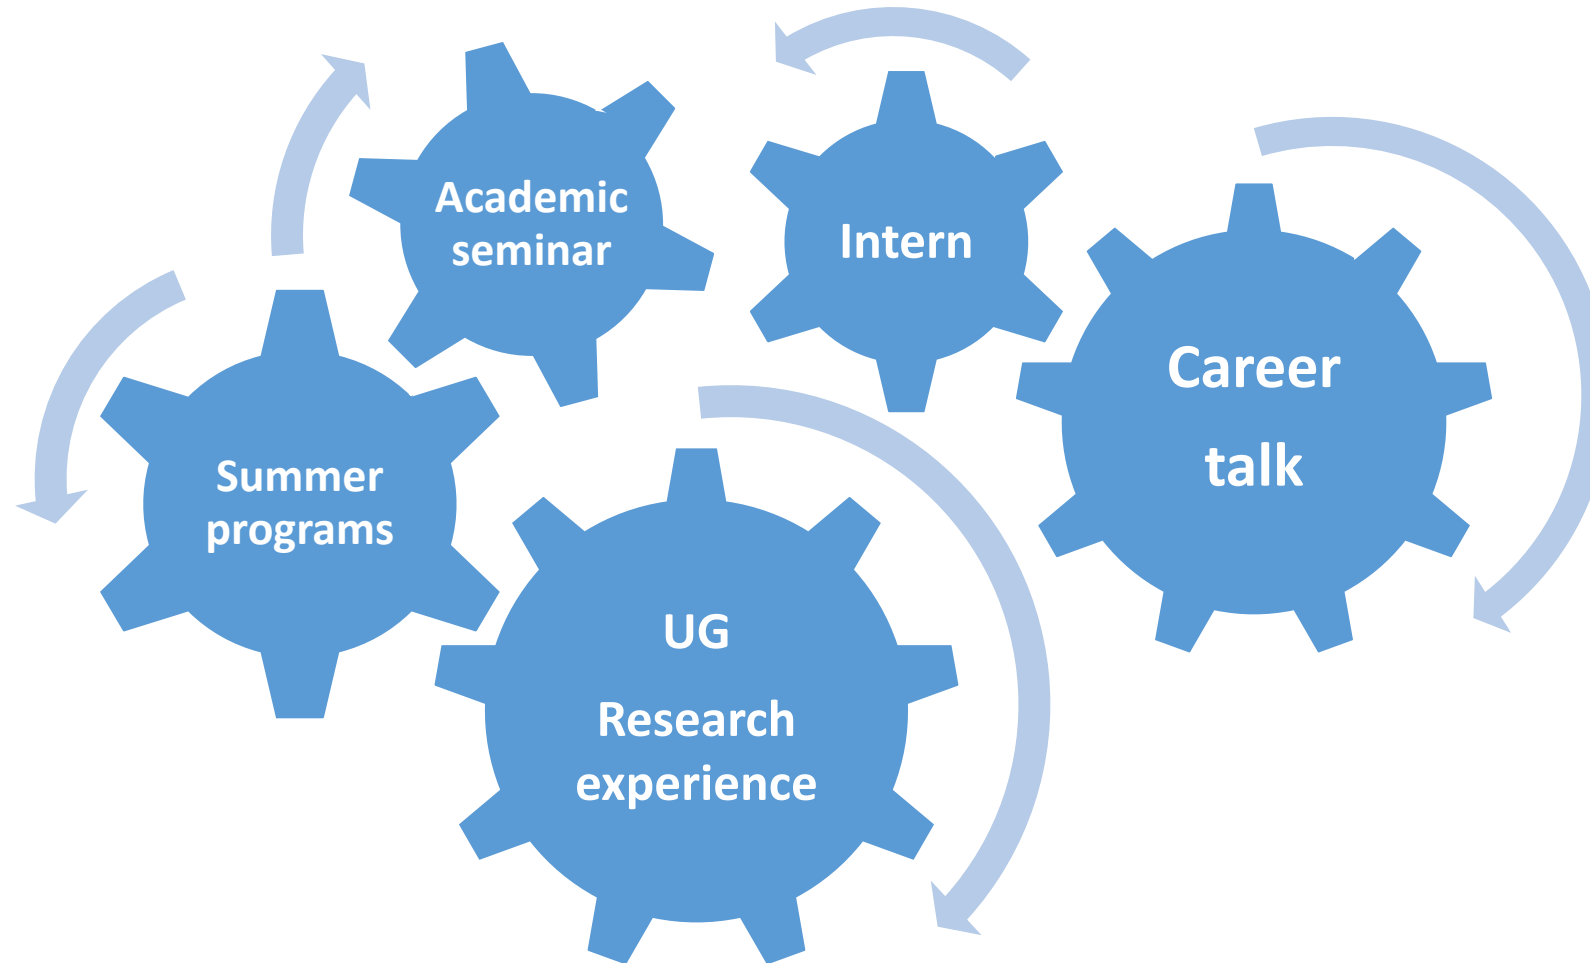 Academic
seminar
Intern
Career
talk
Summer
programs
UG
Research
experience